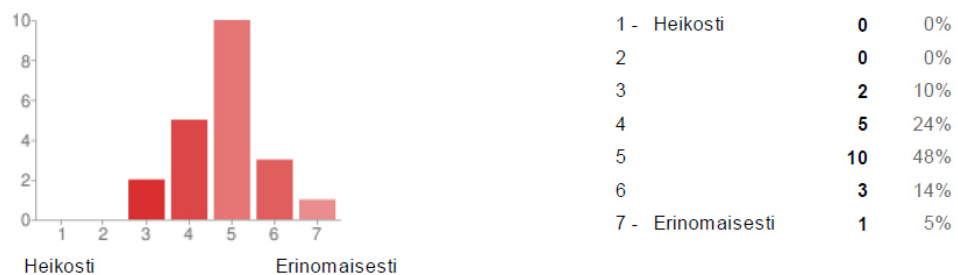 10
8
6
4
2
0
1 2 3 4 5 6 7
Heikosti Erinomaisesti
1 - Heikosti 0 0%
2 0 0%
3 2 10%
4 5 24%
5 10 48%
6 3 14%
7 - Erinomaisesti 1 5%